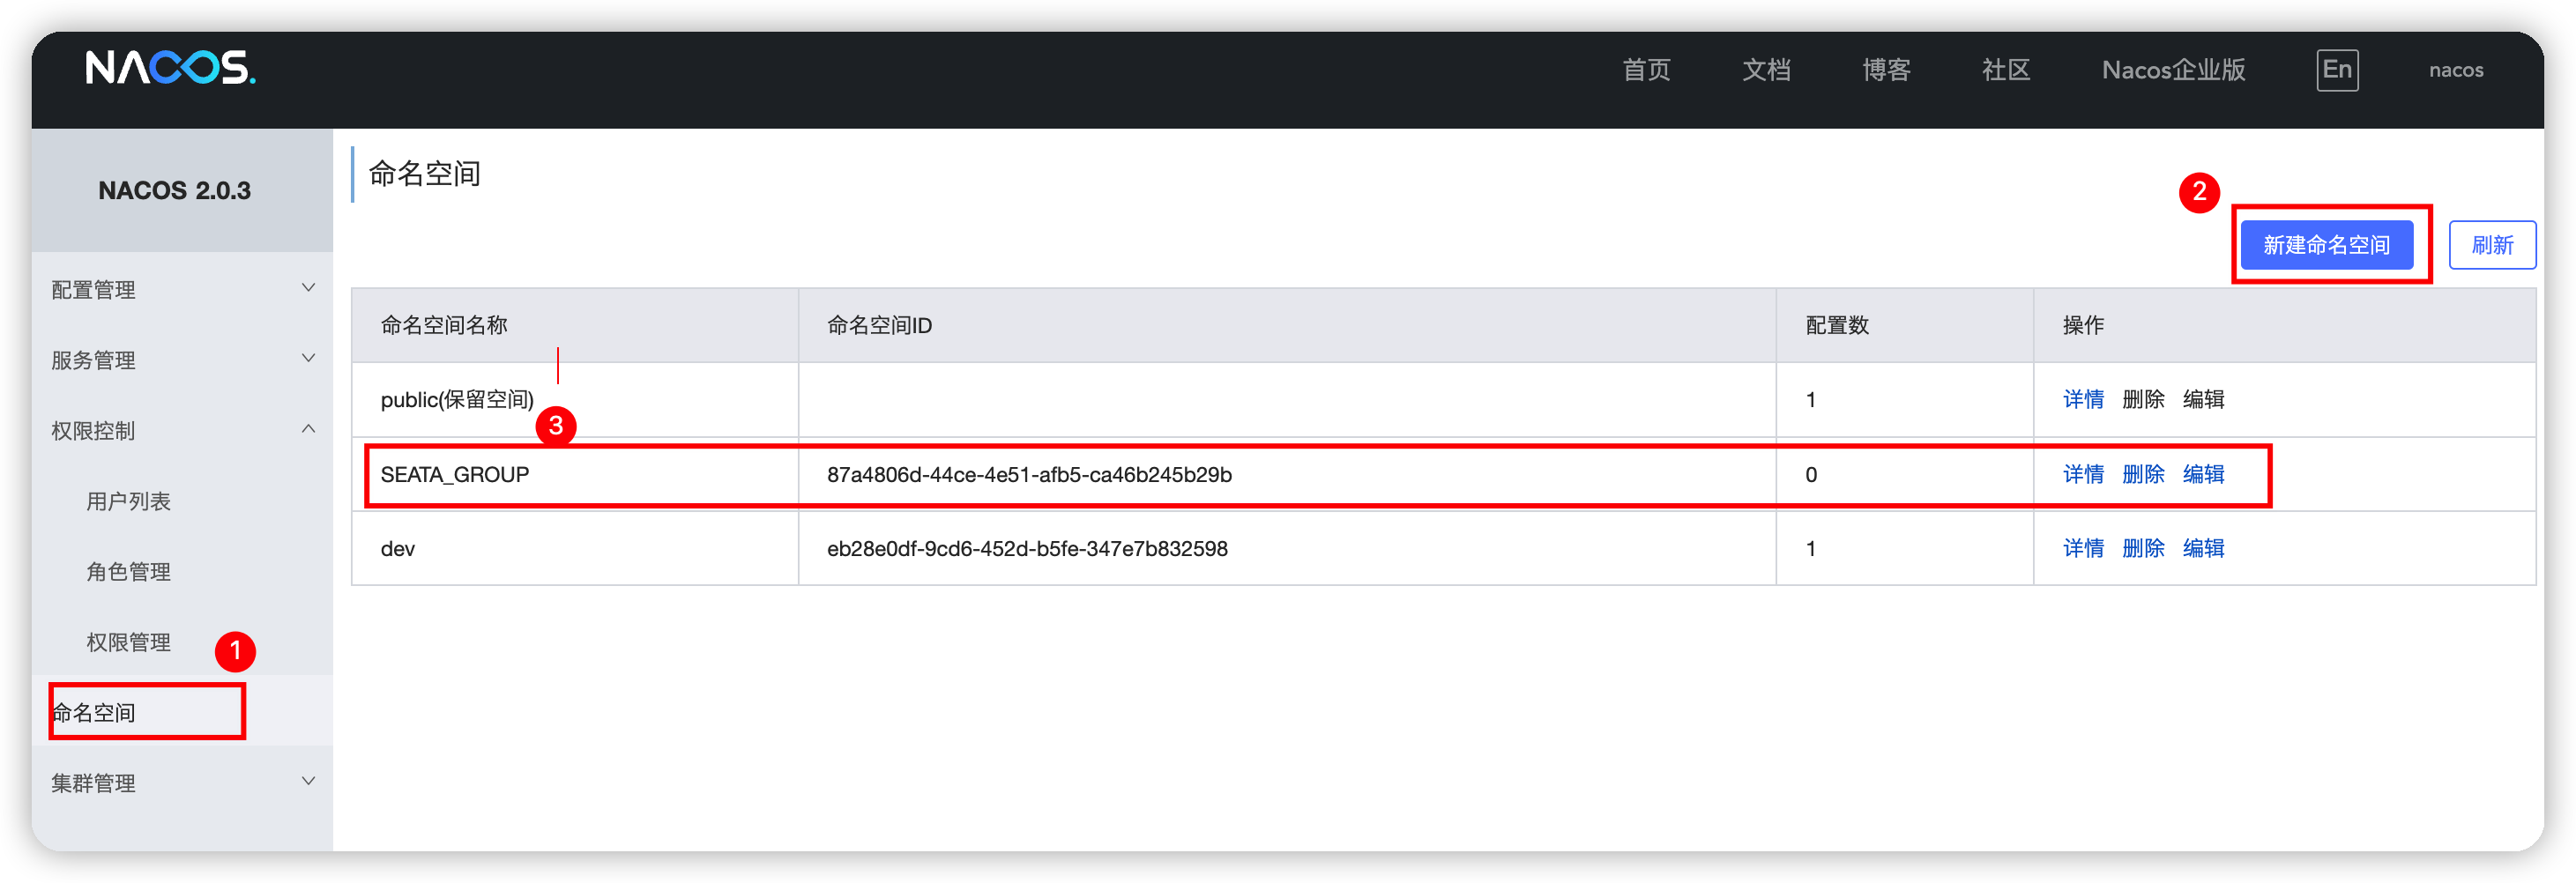 NACOS.
首页 文档 博客 社区 Nacos企业版 En nacos
NACOS 2.0.3
配置管理
服务管理
权限控制
用户列表
角色管理
权限管理
1
命名空间
集群管理
命名空间
2
新建命名空间 刷新
命名空间名称 命名空间ID 配置数 操作
public(保留空间) 1 详情 删除 编辑
3
SEATA_GROUP 87a4806d-44ce-4e51-afb5-ca46b245b29b 0 详情 删除 编辑
dev eb28e0df-9cd6-452d-b5fe-347e7b832598 1 详情 删除 编辑